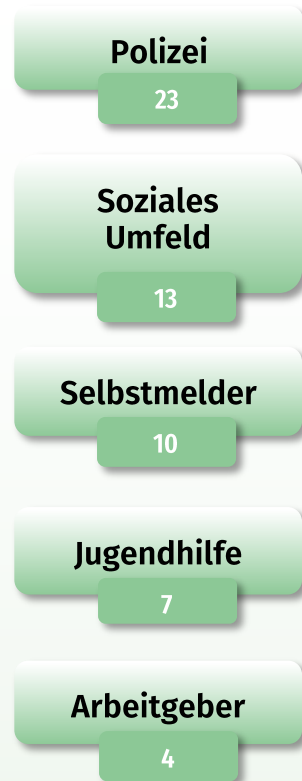 Polizei
23
Soziales
Umfeld
13
Selbstmelder
10
Jugendhilfe
7
Arbeitgeber
4